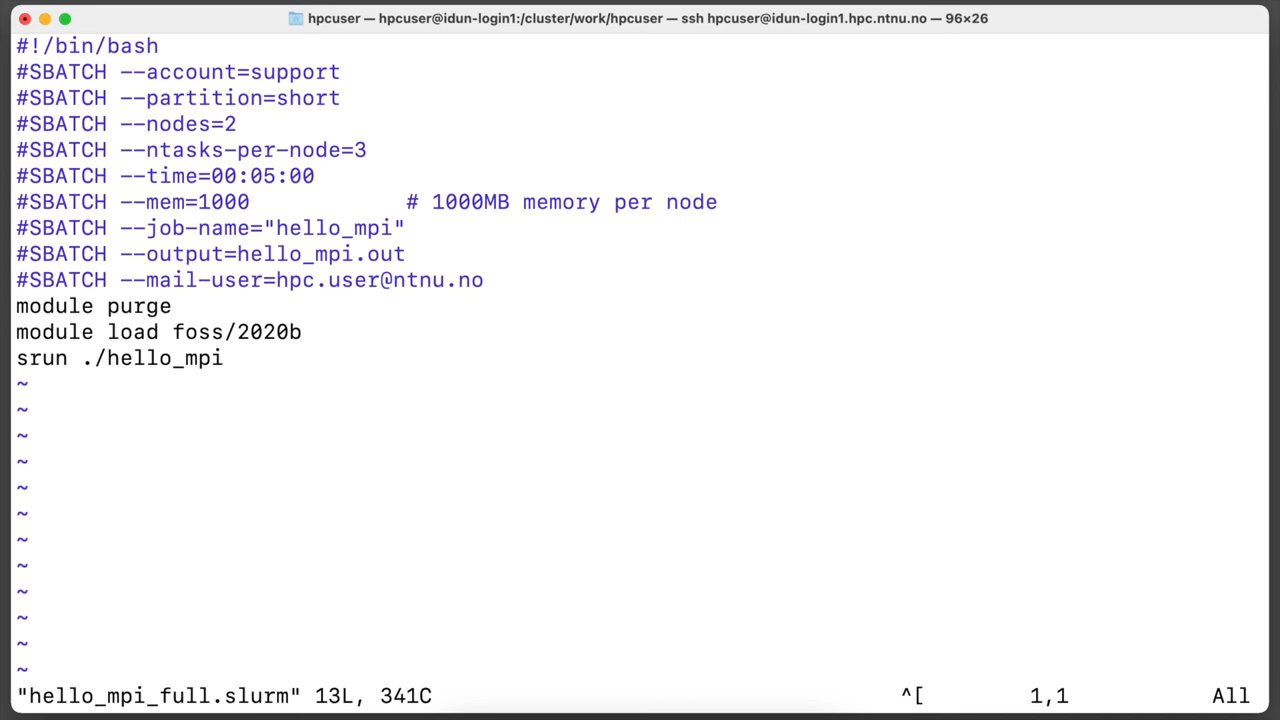 hpcuser — hpcuser@idun-login1:/cluster/work/hpcuser — ssh hpcuser@idun-login1.hpc.ntnu.no — 96×26
#!/bin/bash
#SBATCH --account=support
#SBATCH --partition=short
#SBATCH --nodes=2
#SBATCH --ntasks-per-node=3
#SBATCH --time=00:05:00
#SBATCH --mem=1000            # 1000MB memory per node
#SBATCH --job-name="hello_mpi"
#SBATCH --output=hello_mpi.out
#SBATCH --mail-user=hpc.user@ntnu.no
module purge
module load foss/2020b
srun ./hello_mpi
~
~
~
~
~
~
~
~
~
~
~
~
"hello_mpi_full.slurm" 13L, 341C ^[ 1,1 All